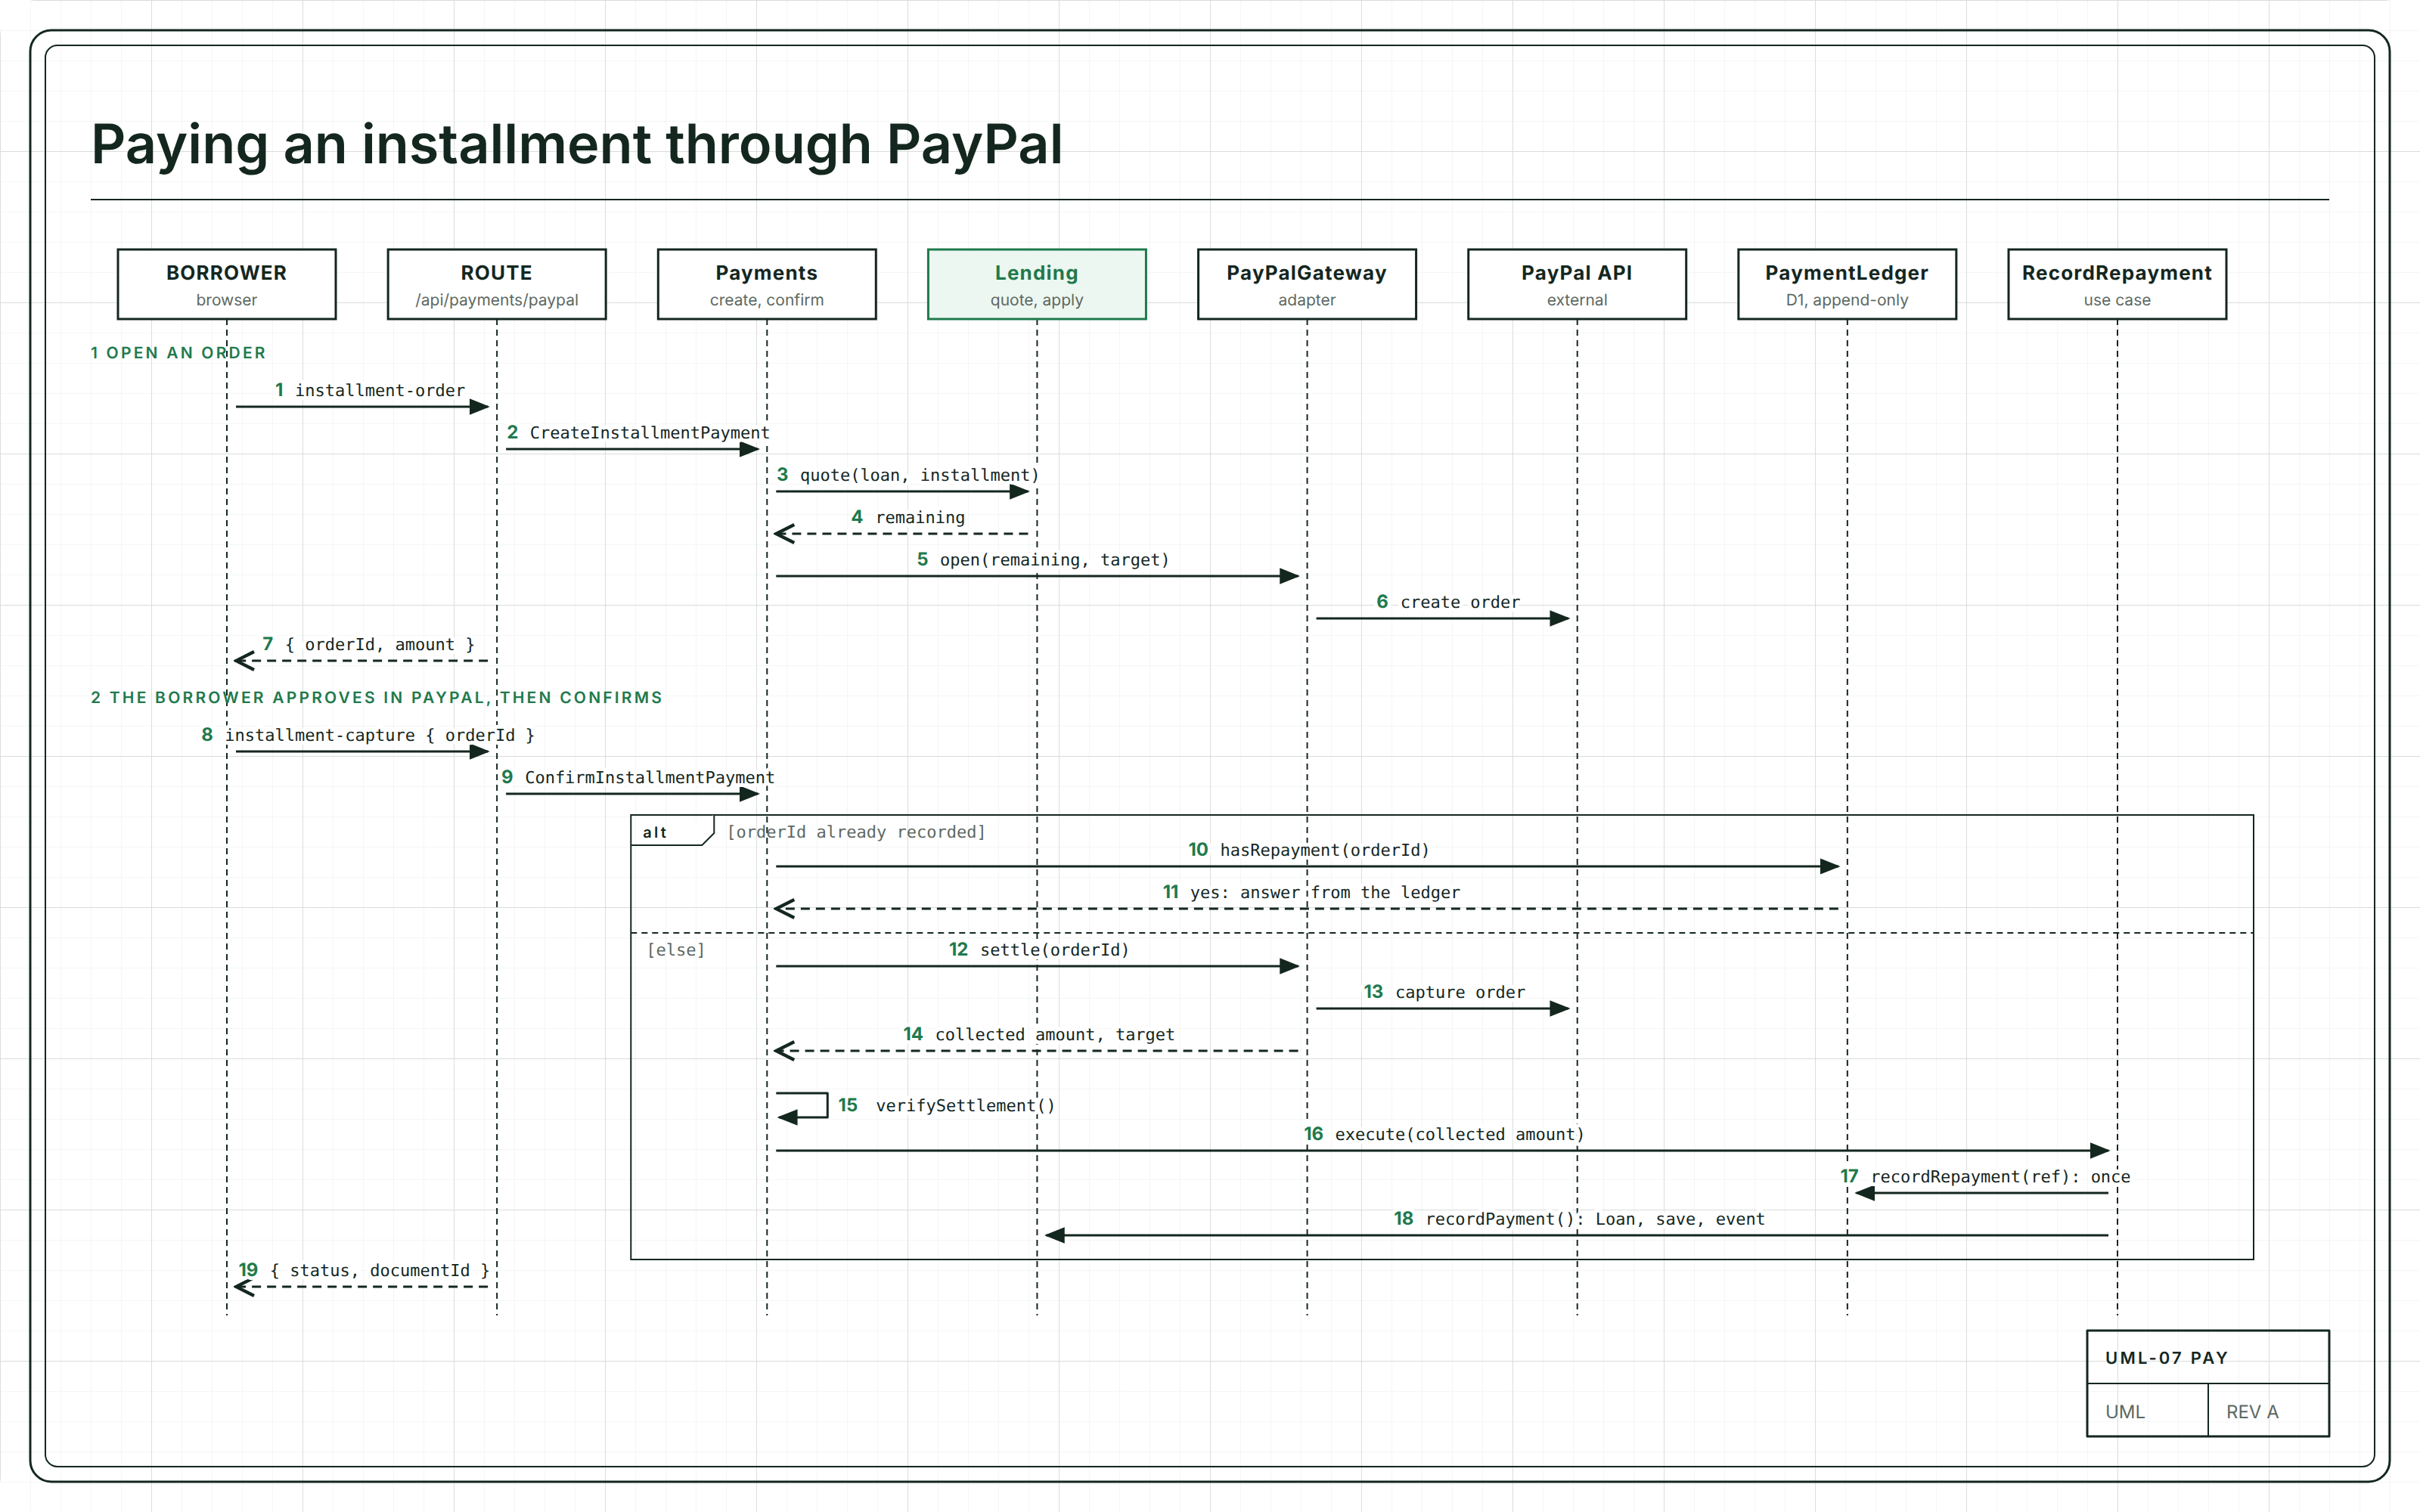 Paying an installment through PayPal
BORROWER
browser
ROUTE
/api/payments/paypal
Payments
create, confirm
Lending
quote, apply
PayPalGateway
adapter
PayPal API
external
PaymentLedger
D1, append-only
RecordRepayment
use case
1 OPEN AN ORDER
1 installment-order
2 CreateInstallmentPayment
3 quote(loan, installment)
4 remaining
5 open(remaining, target)
6 create order
7 { orderId, amount }
2 THE BORROWER APPROVES IN PAYPAL, THEN CONFIRMS
8 installment-capture { orderId }
9 ConfirmInstallmentPayment
alt [orderId already recorded]
10 hasRepayment(orderId)
11 yes: answer from the ledger
[else]
12 settle(orderId)
13 capture order
14 collected amount, target
15 verifySettlement()
16 execute(collected amount)
17 recordRepayment(ref): once
18 recordPayment(): Loan, save, event
19 { status, documentId }
UML-07 PAY
UML
REV A